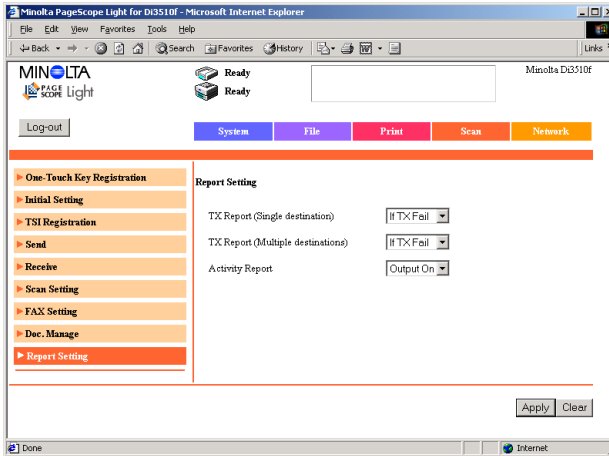 Minolta PageScope Light for Di3510f - Microsoft Internet Explorer
File Edit View Favorites Tools Help
Back Search Favorites History Links
MINOLTA Ready Minolta Di3510f
PAGE SCOPE Light Ready
Log-out System File Print Scan Network
One-Touch Key Registration Report Setting
Initial Setting
TSI Registration TX Report (Single destination) If TX Fail
Send TX Report (Multiple destinations) If TX Fail
Receive Activity Report Output On
Scan Setting
FAX Setting
Doc. Manage
Report Setting
Apply Clear
Done Internet